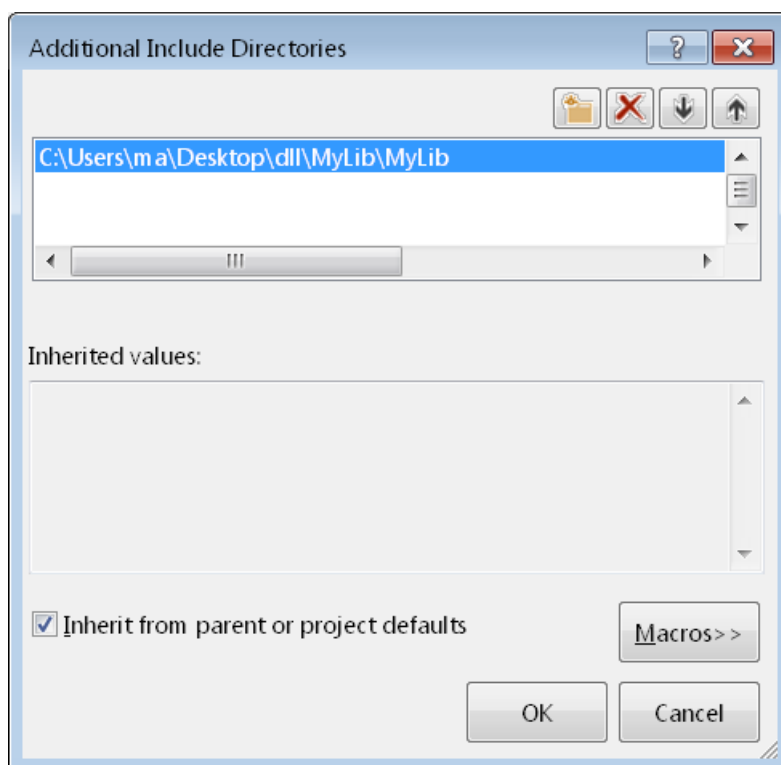 Additional Include Directories
C:\Users\ma\Desktop\dll\MyLib\MyLib
Inherited values:
Inherit from parent or project defaults
Macros>>
OK
Cancel